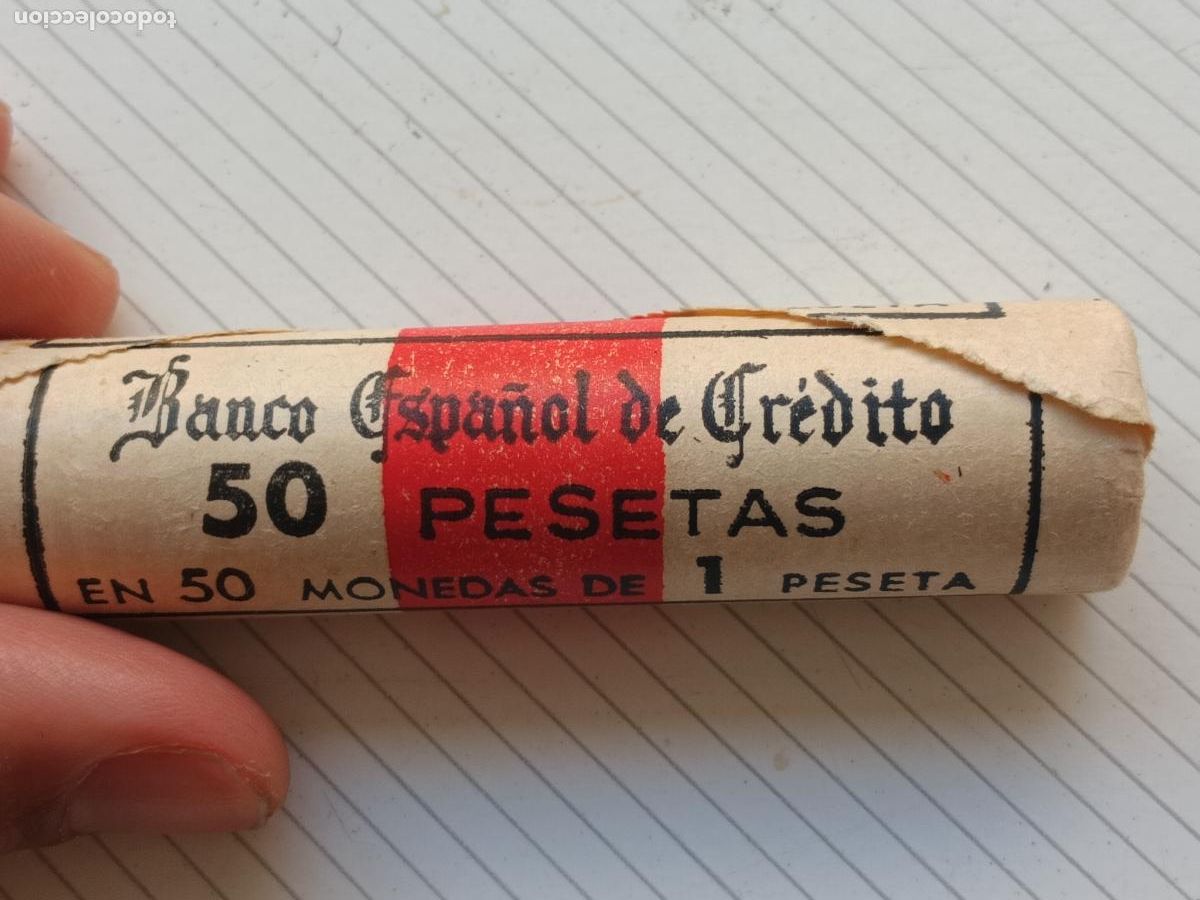 todocoleccion
Banco Español de Crédito
50 PESETAS
EN 50 MONEDAS DE 1 PESETA